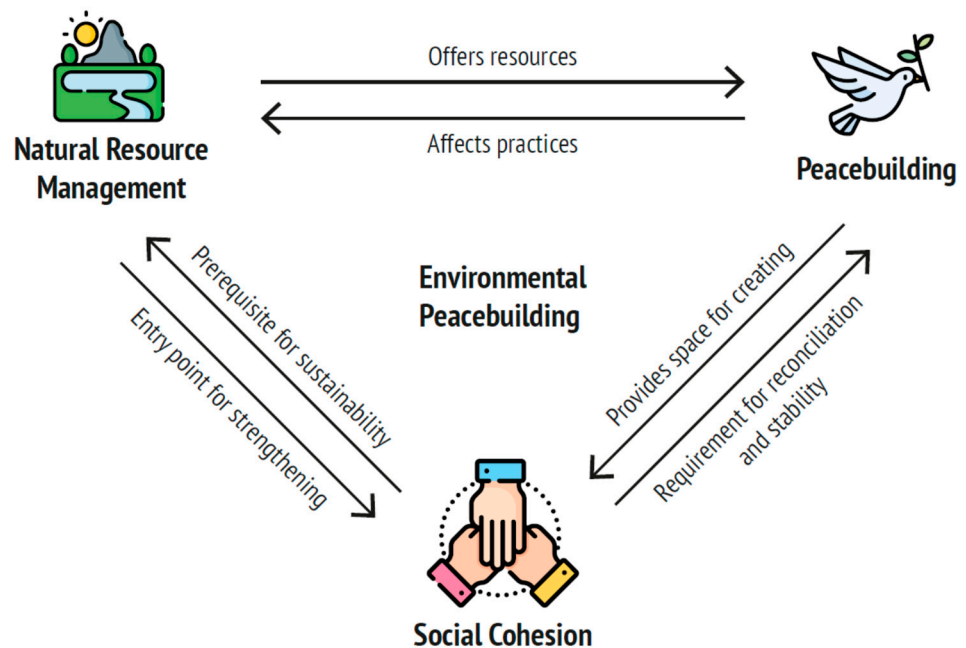 Offers resources
Affects practices
Natural Resource
Management
Peacebuilding
Environmental
Peacebuilding
Prerequisite for sustainability
Entry point for strengthening
Provides space for creating
Requirement for reconciliation
and stability
Social Cohesion